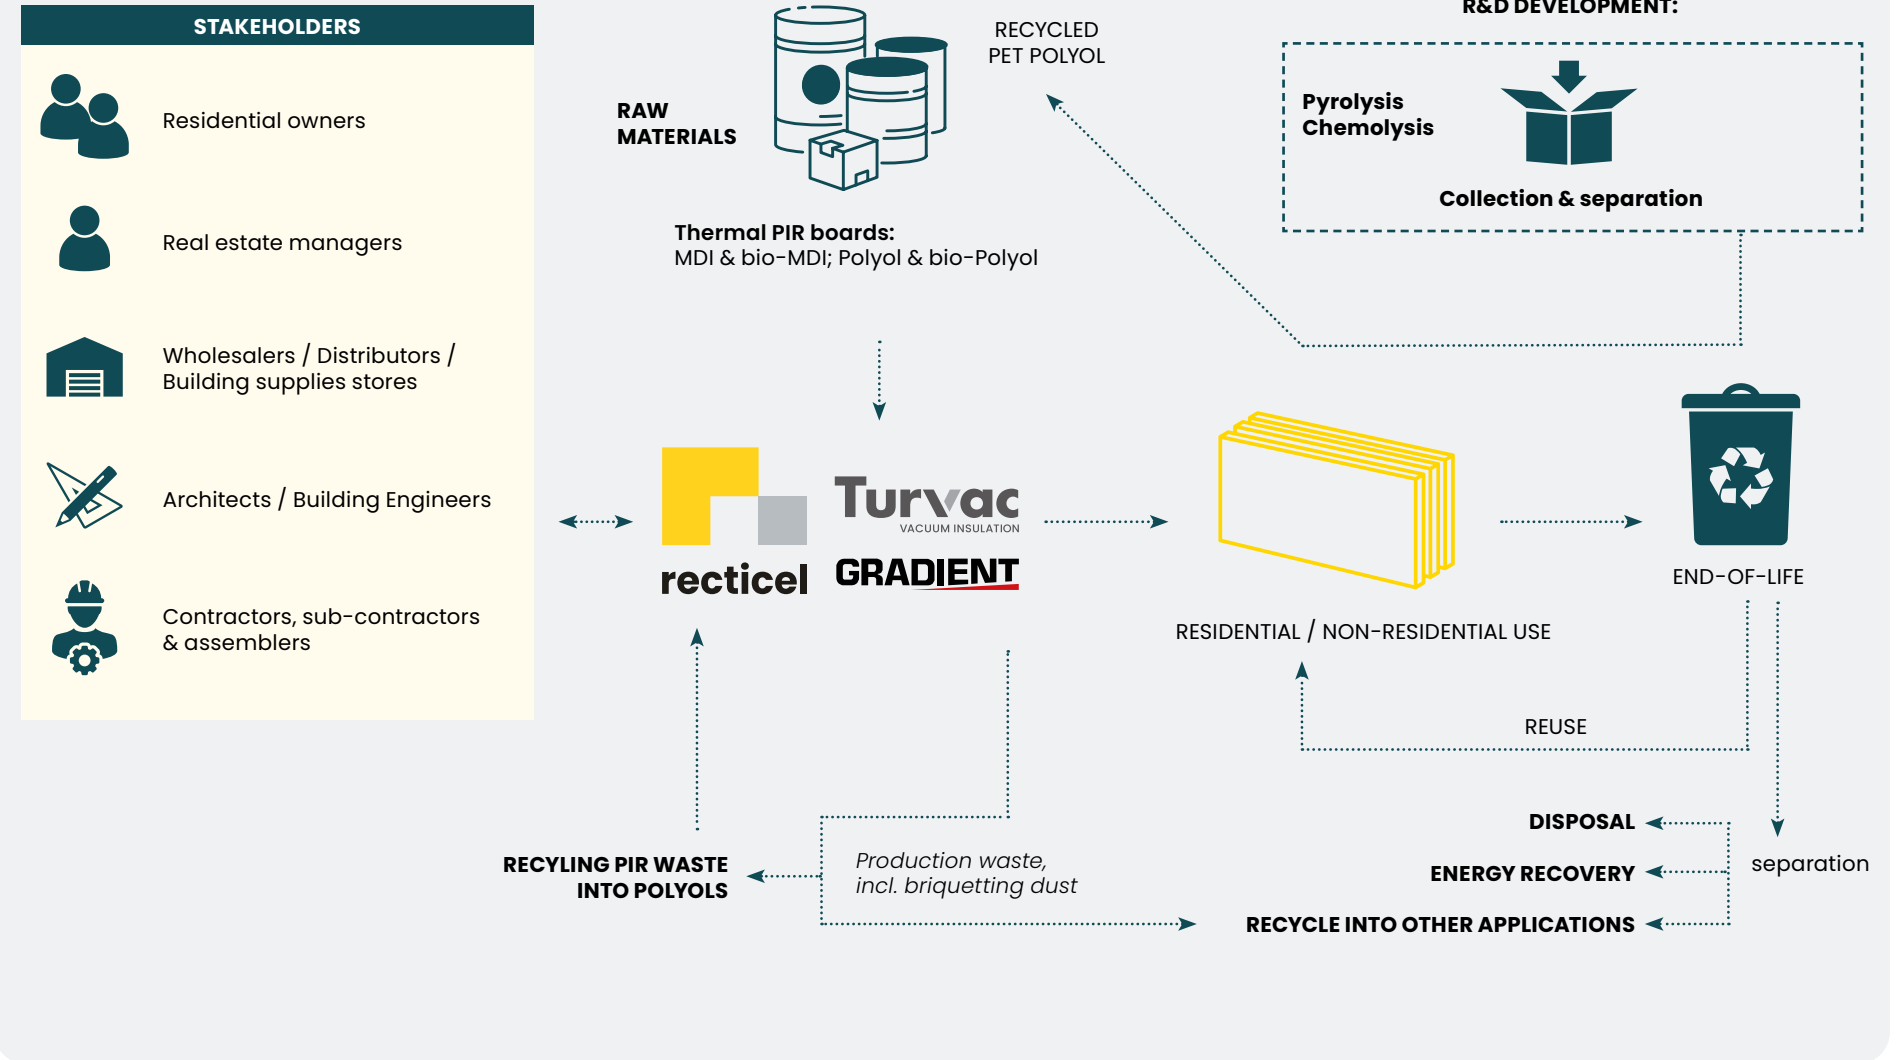 STAKEHOLDERS
Residential owners
Real estate managers
Wholesalers / Distributors /
Building supplies stores
Architects / Building Engineers
Contractors, sub-contractors
& assemblers
RAW
MATERIALS
RECYCLED
PET POLYOL
Thermal PIR boards:
MDI & bio-MDI; Polyol & bio-Polyol
R&D DEVELOPMENT:
Pyrolysis
Chemolysis
Collection & separation
recticel
Turvac
VACUUM INSULATION
GRADIENT
RESIDENTIAL / NON-RESIDENTIAL USE
END-OF-LIFE
REUSE
RECYLING PIR WASTE
INTO POLYOLS
Production waste,
incl. briquetting dust
DISPOSAL
ENERGY RECOVERY
RECYCLE INTO OTHER APPLICATIONS
separation